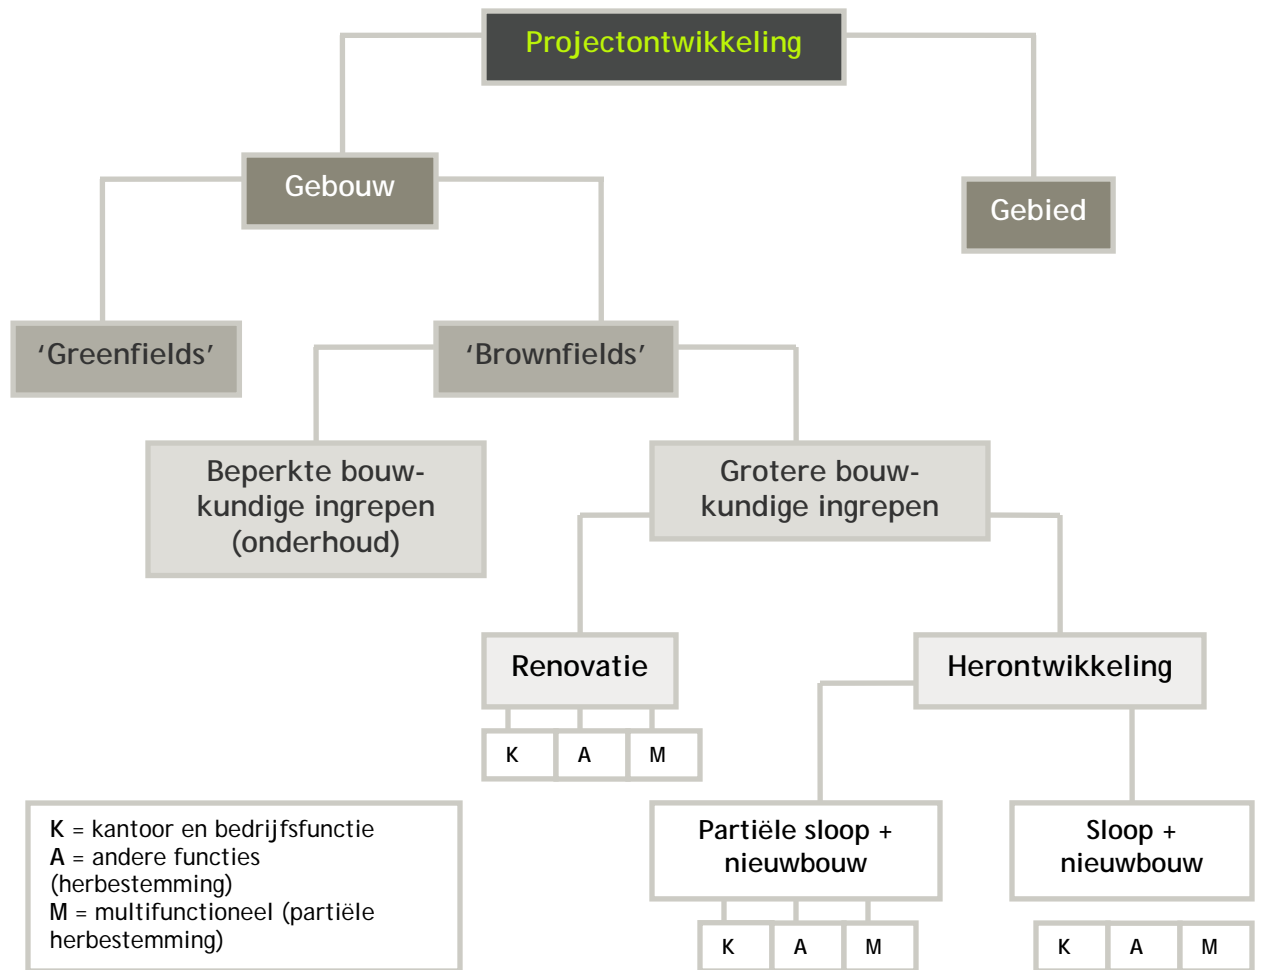 Projectontwikkeling
Gebouw
Gebied
‘Greenfields’
‘Brownfields’
Beperkte bouw-
kundige ingrepen
(onderhoud)
Grotere bouw-
kundige ingrepen
Renovatie
Herontwikkeling
K A M
K = kantoor en bedrijfsfunctie
A = andere functies
(herbestemming)
M = multifunctioneel (partiële
herbestemming)
Partiële sloop +
nieuwbouw
Sloop +
nieuwbouw
K A M
K A M